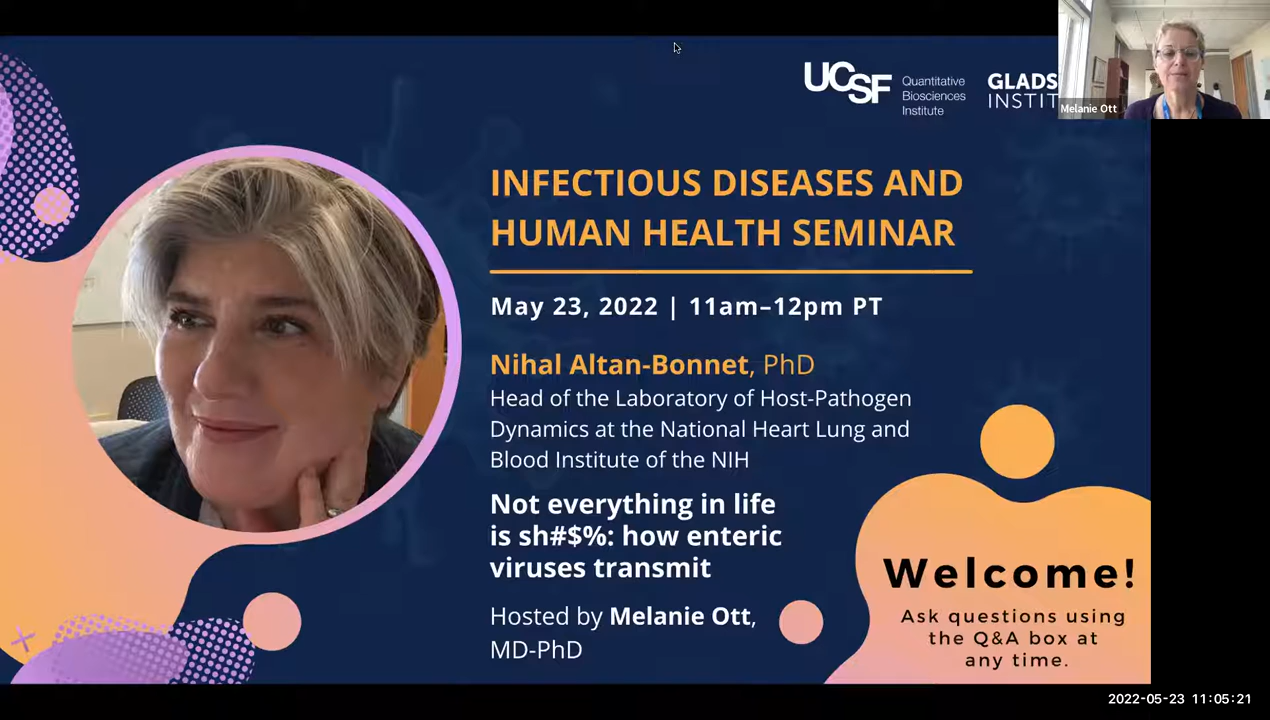 UCSF
Quantitative
Biosciences
Institute
GLADS
INSTIT
Melanie Ott
INFECTIOUS DISEASES AND
HUMAN HEALTH SEMINAR
May 23, 2022 | 11am–12pm PT
Nihal Altan-Bonnet, PhD
Head of the Laboratory of Host-Pathogen
Dynamics at the National Heart Lung and
Blood Institute of the NIH
Not everything in life
is sh#$%: how enteric
viruses transmit
Hosted by Melanie Ott,
MD-PhD
Welcome!
Ask questions using
the Q&A box at
any time.
2022-05-23 11:05:21